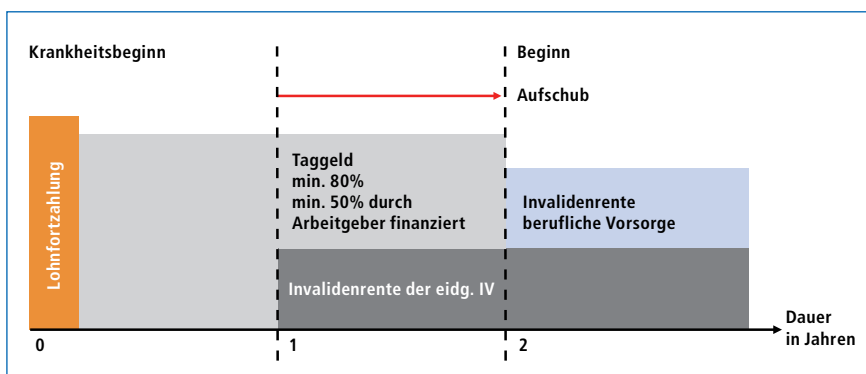 Krankheitsbeginn
Beginn
Aufschub
Lohnfortzahlung
Taggeld
min. 80%
min. 50% durch
Arbeitgeber finanziert
Invalidenrente
berufliche Vorsorge
Invalidenrente der eidg. IV
Dauer
in Jahren
0
1
2